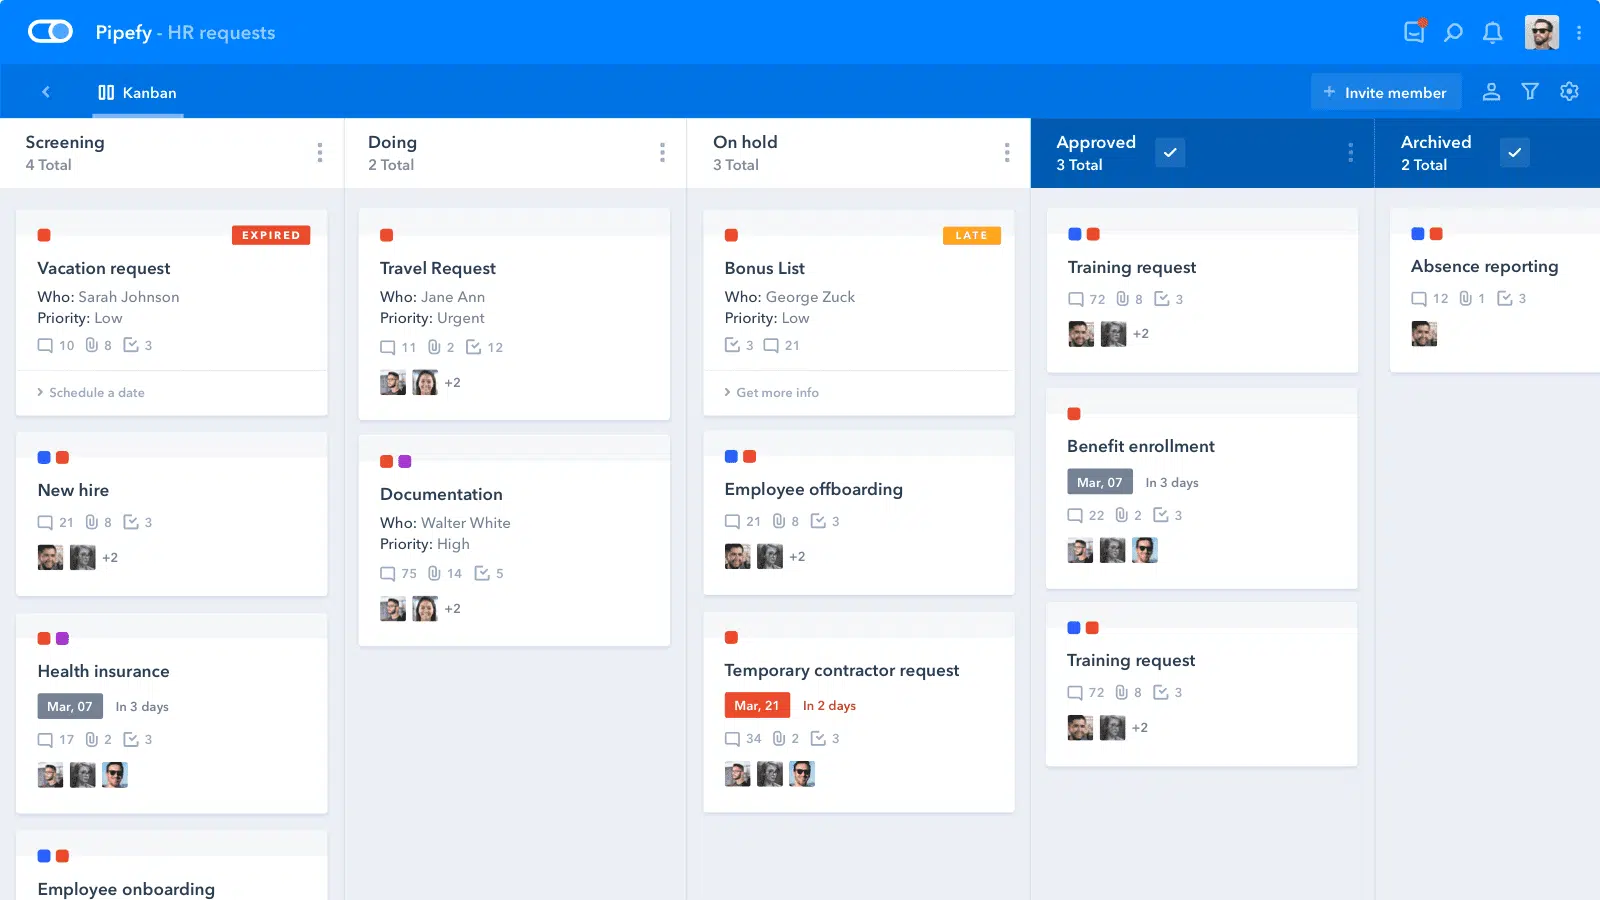 Pipefy - HR requests
Kanban
+ Invite member
Screening
4 Total
Doing
2 Total
On hold
3 Total
Approved
3 Total
Archived
2 Total
EXPIRED
Vacation request
Who: Sarah Johnson
Priority: Low
10 8 3
Schedule a date
New hire
21 8 3
+2
Health insurance
Mar, 07 In 3 days
17 2 3
Employee onboarding
Travel Request
Who: Jane Ann
Priority: Urgent
11 2 12
+2
Documentation
Who: Walter White
Priority: High
75 14 5
+2
LATE
Bonus List
Who: George Zuck
Priority: Low
3 21
Get more info
Employee offboarding
21 8 3
+2
Temporary contractor request
Mar, 21 In 2 days
34 2 3
Training request
72 8 3
+2
Benefit enrollment
Mar, 07 In 3 days
22 2 3
Training request
72 8 3
+2
Absence reporting
12 1 3